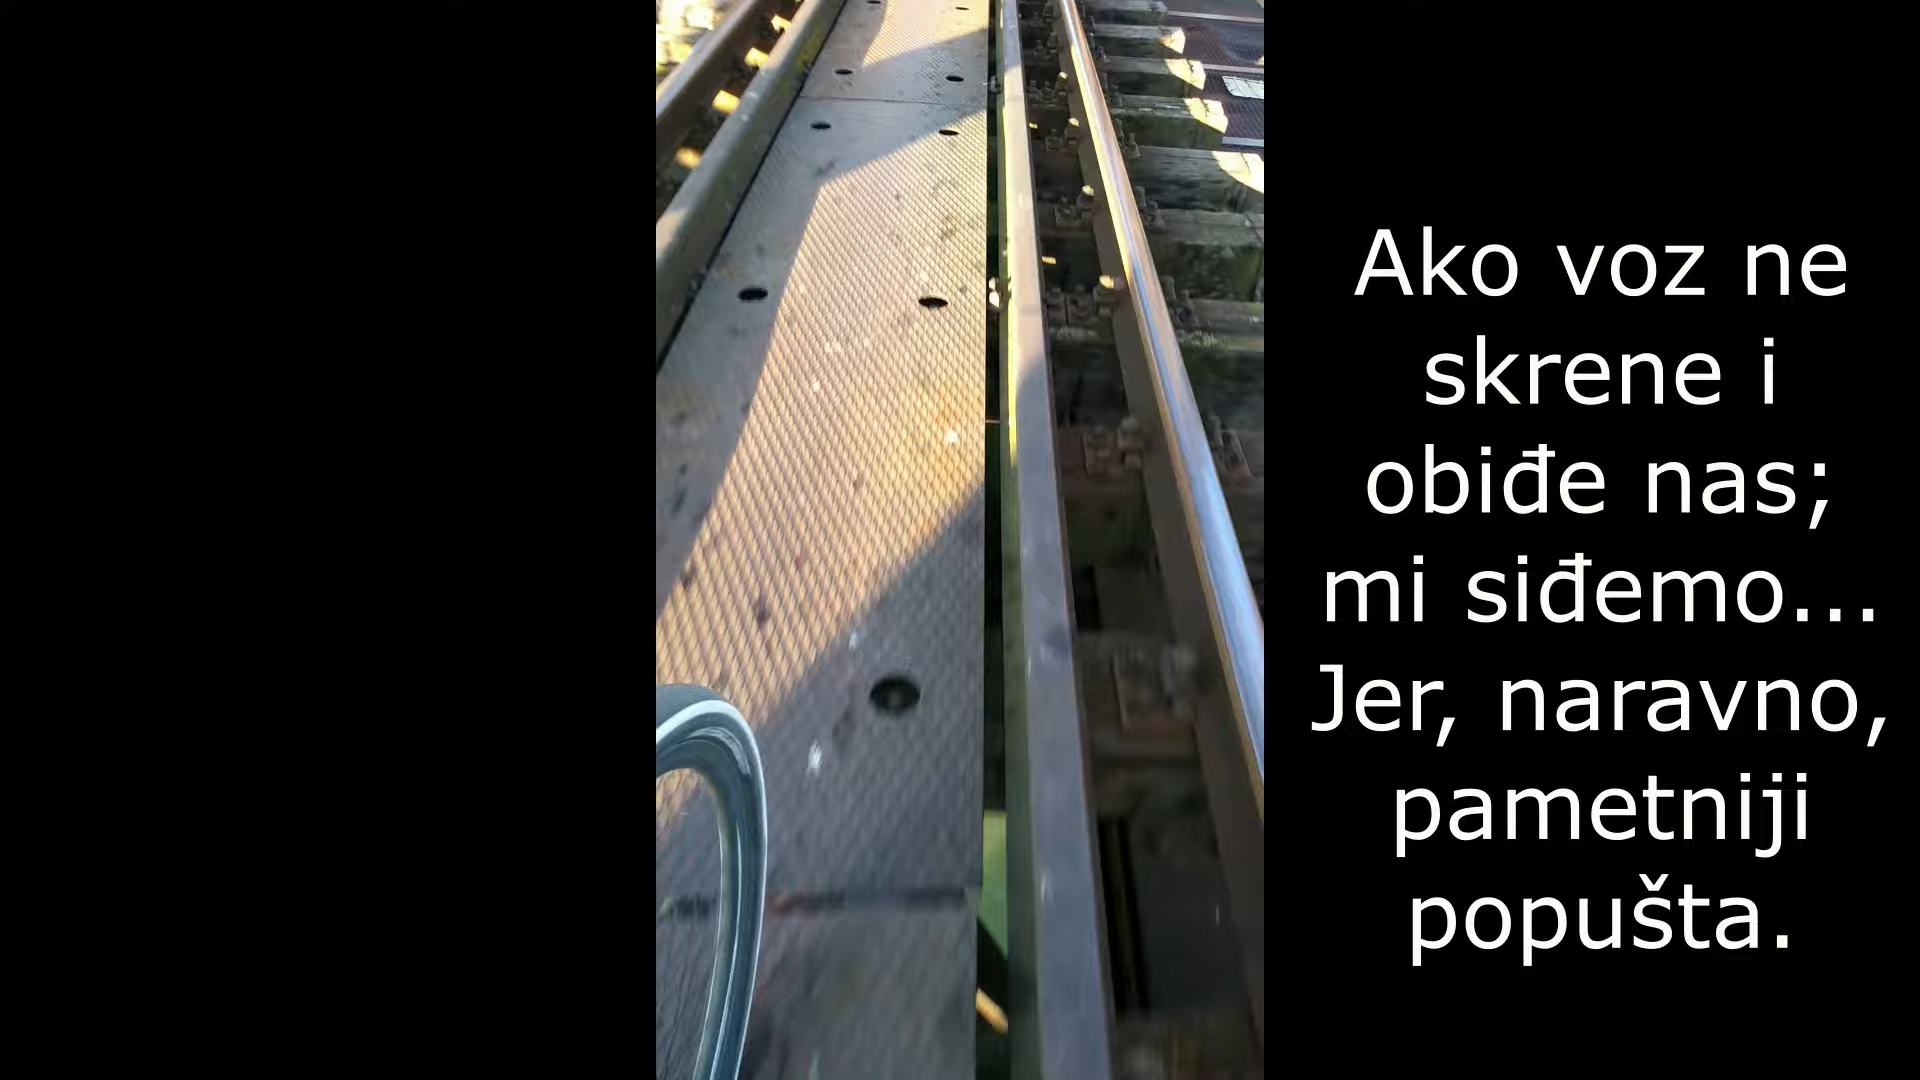 Ako voz ne
skrene i
obiđe nas;
mi siđemo...
Jer, naravno,
pametniji
popušta.